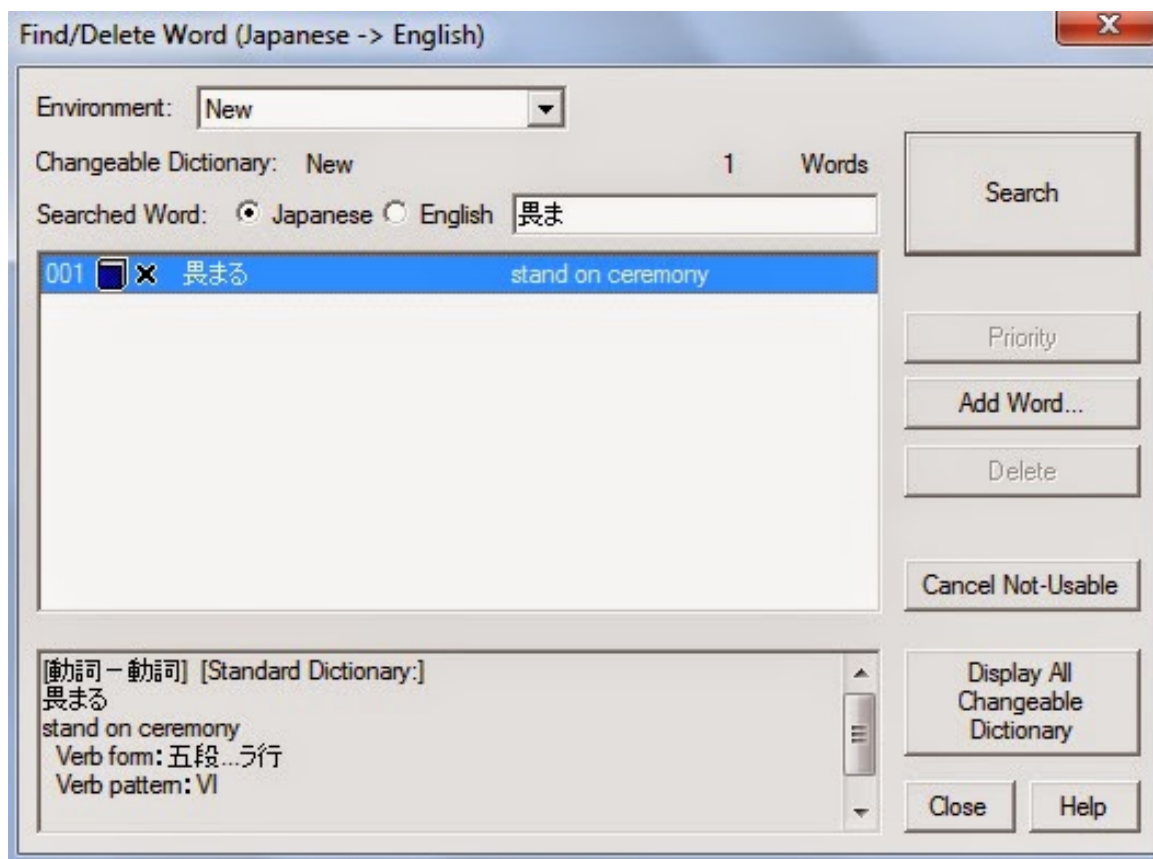 Find/Delete Word (Japanese -> English)
Environment: New
Changeable Dictionary: New 1 Words
Searched Word: Japanese English 畏ま
Search
001 畏まる stand on ceremony
Priority
Add Word...
Delete
Cancel Not-Usable
[動詞－動詞] [Standard Dictionary:]
畏まる
stand on ceremony
Verb form: 五段...ラ行
Verb pattern: VI
Display All
Changeable
Dictionary
Close Help